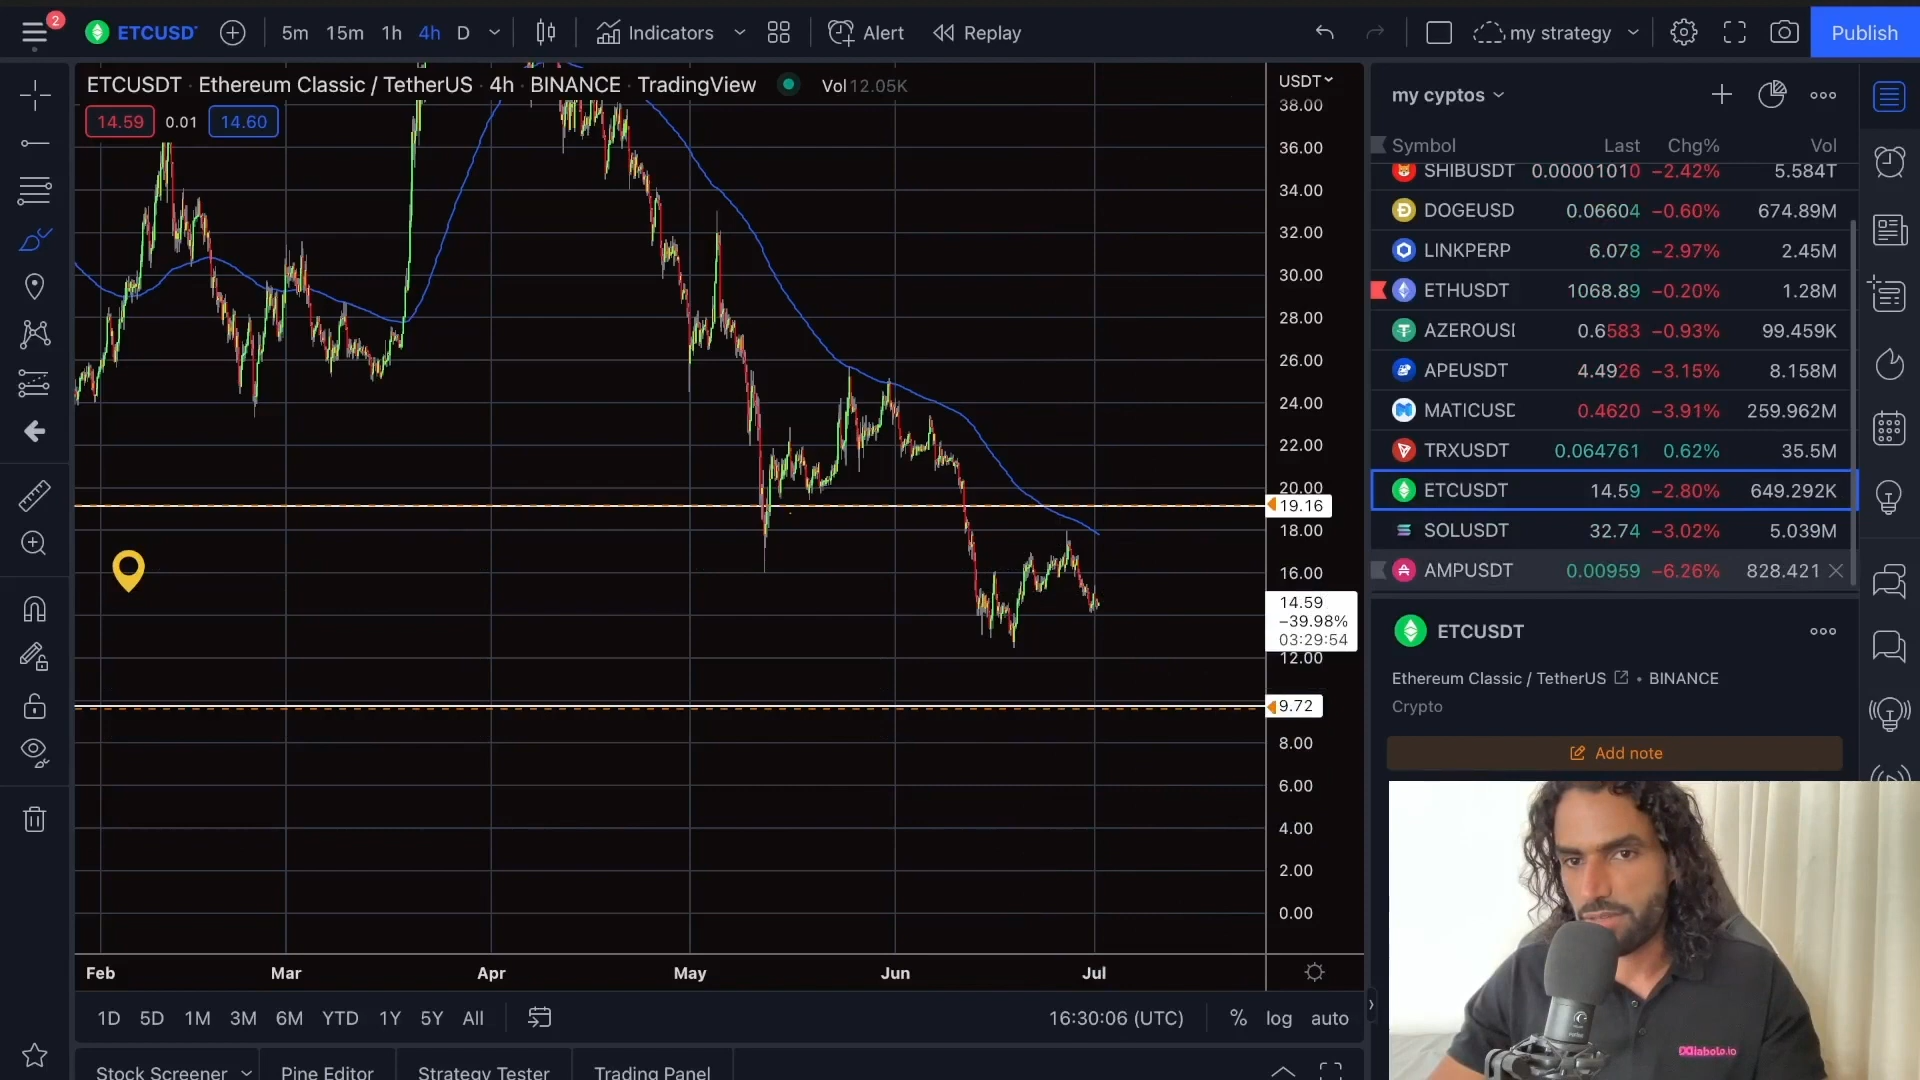 2
ETCUSD
5m 15m 1h 4h D
Indicators
Alert
Replay
my strategy
Publish
ETCUSDT · Ethereum Classic / TetherUS · 4h · BINANCE · TradingView
Vol 12.05K
14.59 0.01 14.60
USDT
38.00
36.00
34.00
32.00
30.00
28.00
26.00
24.00
22.00
20.00
19.16
18.00
16.00
14.59
−39.98%
03:29:54
12.00
9.72
8.00
6.00
4.00
2.00
0.00
Feb Mar Apr May Jun Jul
1D 5D 1M 3M 6M YTD 1Y 5Y All
16:30:06 (UTC) % log auto
Stock Screener Pine Editor Strategy Tester Trading Panel
my cyptos
Symbol Last Chg% Vol
SHIBUSDT 0.00001010 −2.42% 5.584T
DOGEUSD 0.06604 −0.60% 674.89M
LINKPERP 6.078 −2.97% 2.45M
ETHUSDT 1068.89 −0.20% 1.28M
AZEROUSI 0.6583 −0.93% 99.459K
APEUSDT 4.4926 −3.15% 8.158M
MATICUSD 0.4620 −3.91% 259.962M
TRXUSDT 0.064761 0.62% 35.5M
ETCUSDT 14.59 −2.80% 649.292K
SOLUSDT 32.74 −3.02% 5.039M
AMPUSDT 0.00959 −6.26% 828.421
ETCUSDT
Ethereum Classic / TetherUS • BINANCE
Crypto
Add note